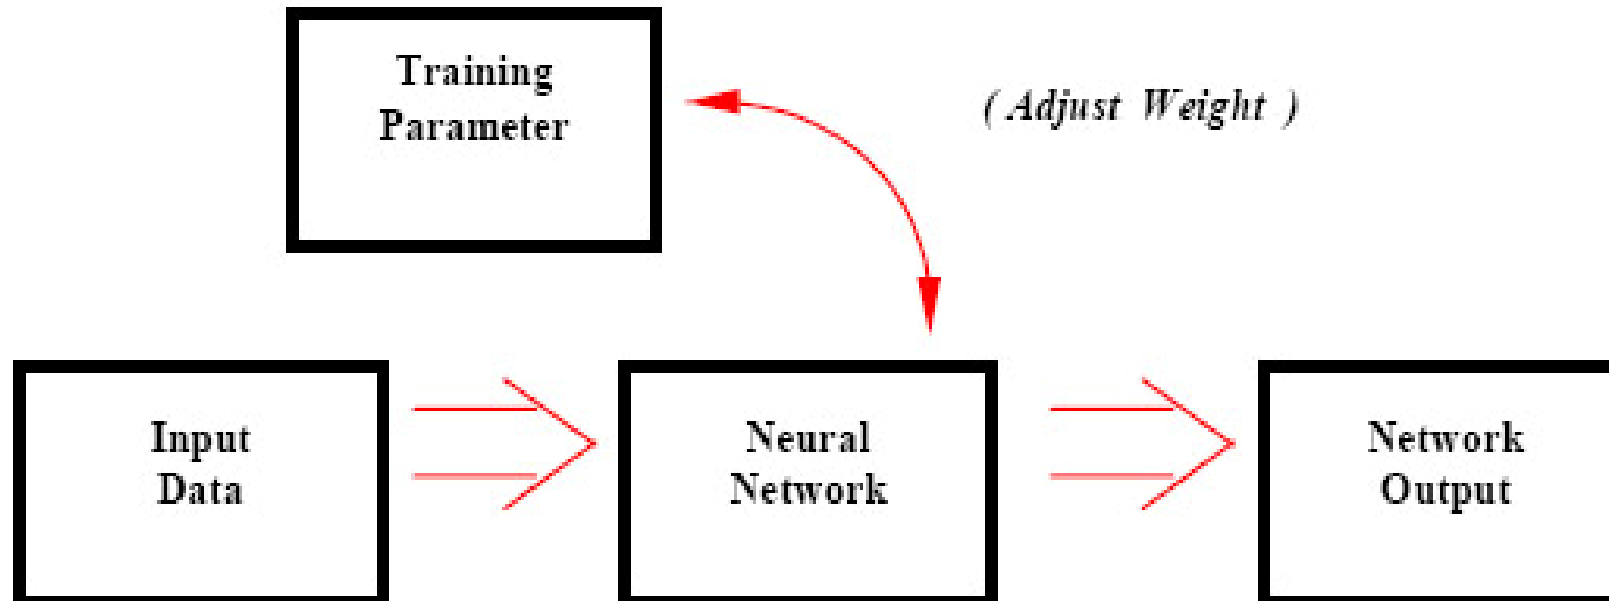 Training
Parameter
( Adjust Weight )
Input
Data
Neural
Network
Network
Output